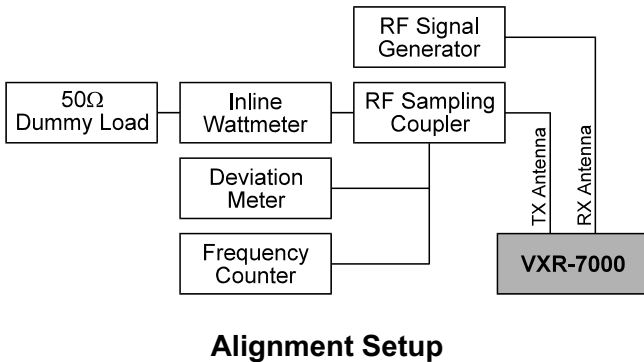 RF Signal
Generator
50Ω
Dummy Load
Inline
Wattmeter
RF Sampling
Coupler
Deviation
Meter
Frequency
Counter
TX Antenna
RX Antenna
VXR-7000
Alignment Setup